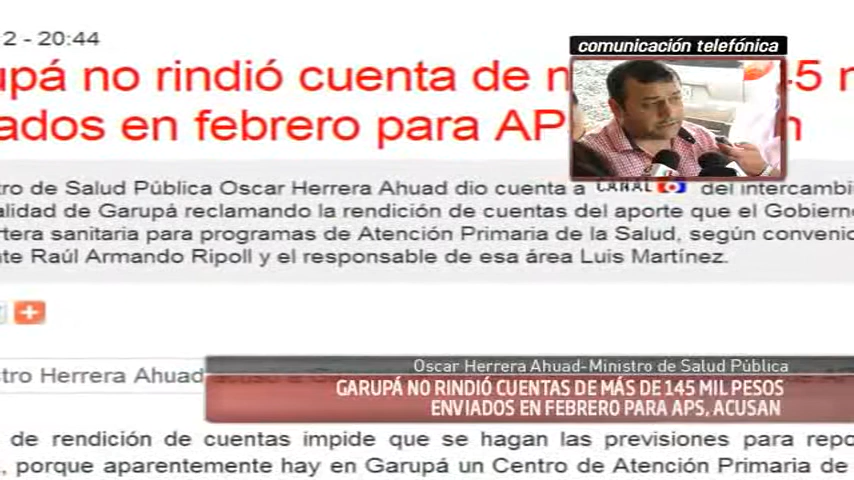 2 - 20:44
comunicación telefónica
upá no rindió cuenta de m 45 m
ados en febrero para APS
tro de Salud Pública Oscar Herrera Ahuad dio cuenta a CANAL del intercambi
alidad de Garupá reclamando la rendición de cuentas del aporte que el Gobierno
rtera sanitaria para programas de Atención Primaria de la Salud, según convenio
nte Raúl Armando Ripoll y el responsable de esa área Luis Martínez.
stro Herrera Ahuad
Oscar Herrera Ahuad-Ministro de Salud Pública
GARUPÁ NO RINDIÓ CUENTAS DE MÁS DE 145 MIL PESOS
ENVIADOS EN FEBRERO PARA APS, ACUSAN
de rendición de cuentas impide que se hagan las previsiones para repo
, porque aparentemente hay en Garupá un Centro de Atención Primaria de